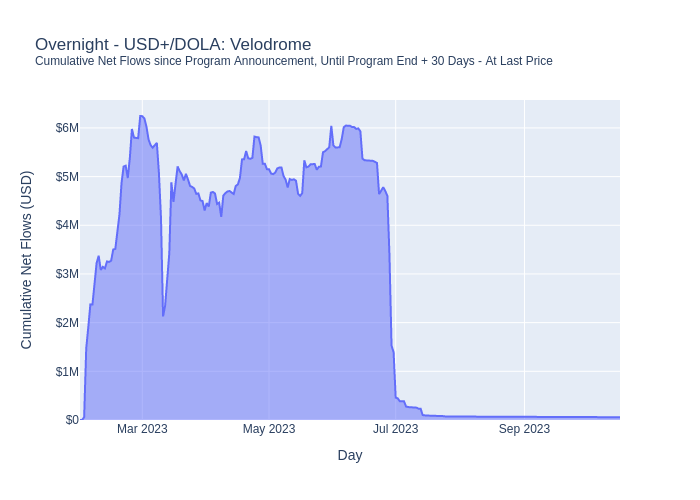 Overnight - USD+/DOLA: Velodrome
Cumulative Net Flows since Program Announcement, Until Program End + 30 Days - At Last Price
Cumulative Net Flows (USD)
$6M
$5M
$4M
$3M
$2M
$1M
$0
Mar 2023
May 2023
Jul 2023
Sep 2023
Day